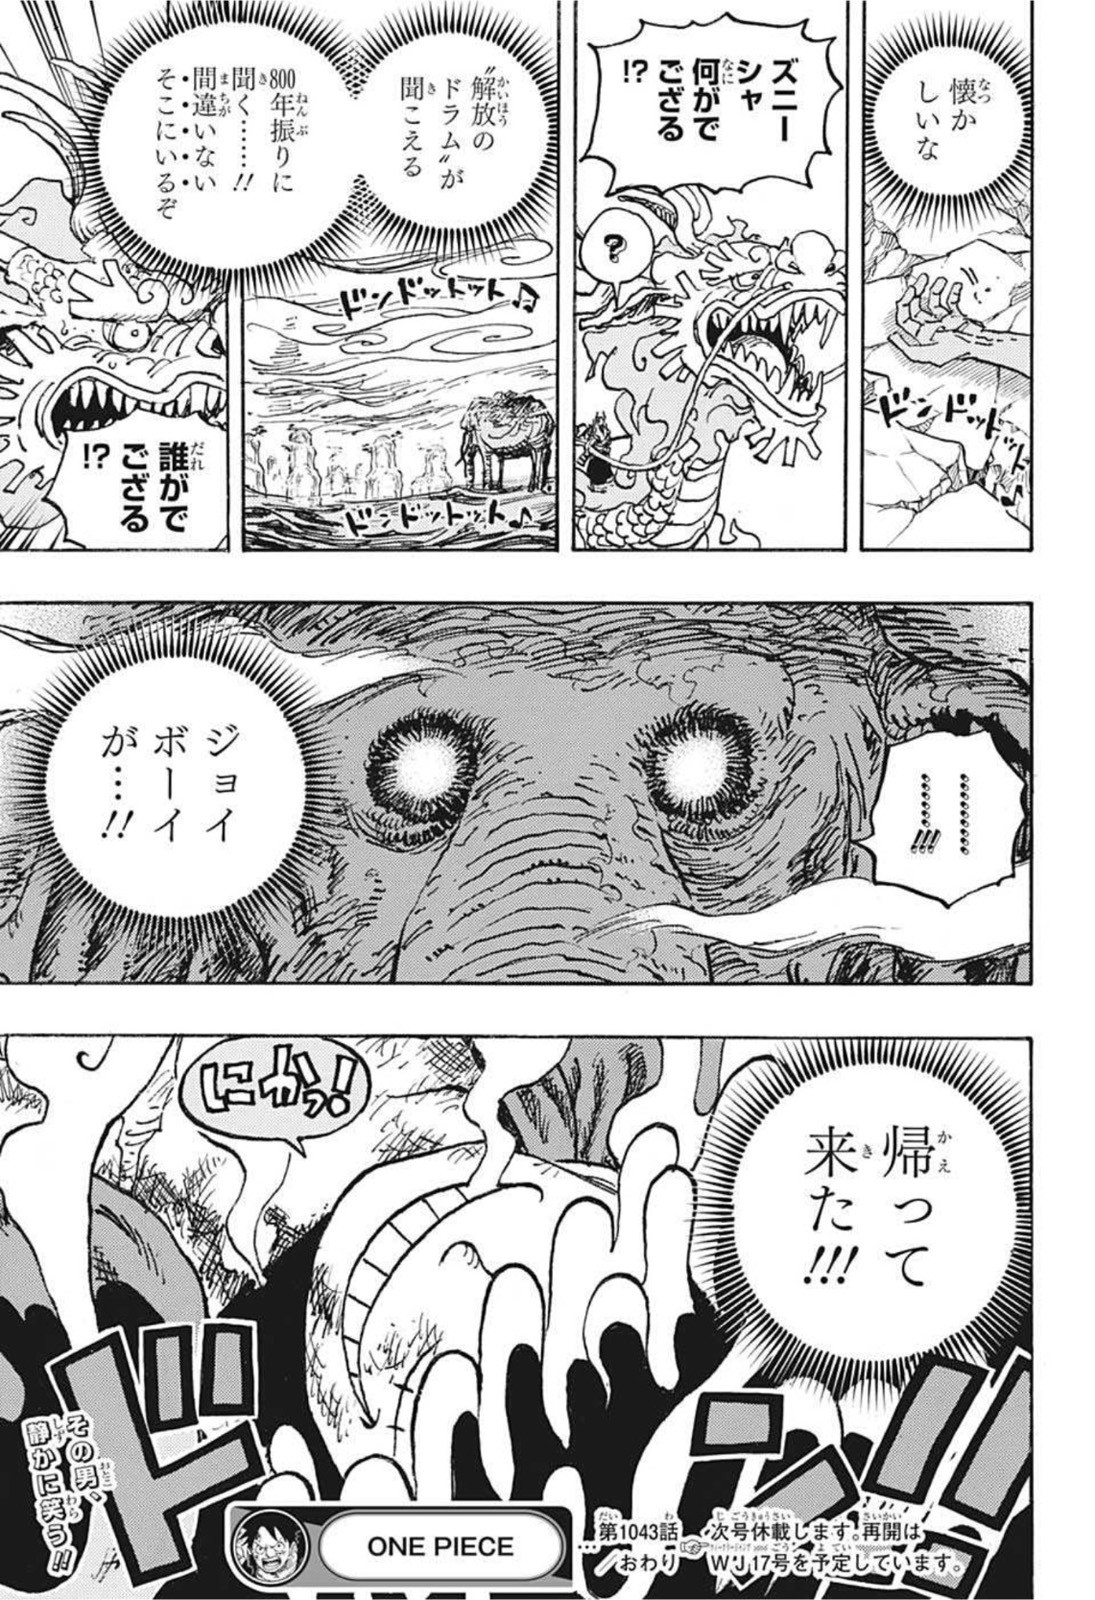 懐か
しいな
ズニー
シャ
何がで
ござる
!?
?
ドンドットット
〝解放の
ドラム〟が
聞こえる
800年振りに
聞く……!!
間違いない
そこにいるぞ
ドンドットット♪
ドンドットット♪
誰がで
ござる
!?
………
………!!!
ジョイ
ボーイ
が…!!
帰って
来た!!!
にかっ!
ドン!!
その男、
静かに笑う!!
ONE PIECE
…第1043話
/おわり
次号休載します。再開は
WJ17号を予定しています。